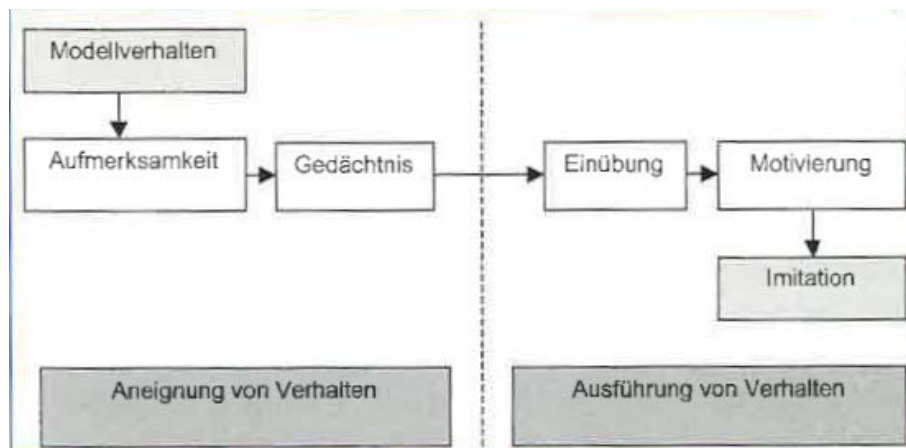 Modellverhalten
Aufmerksamkeit
Gedächtnis
Einübung
Motivierung
Imitation
Aneignung von Verhalten
Ausführung von Verhalten